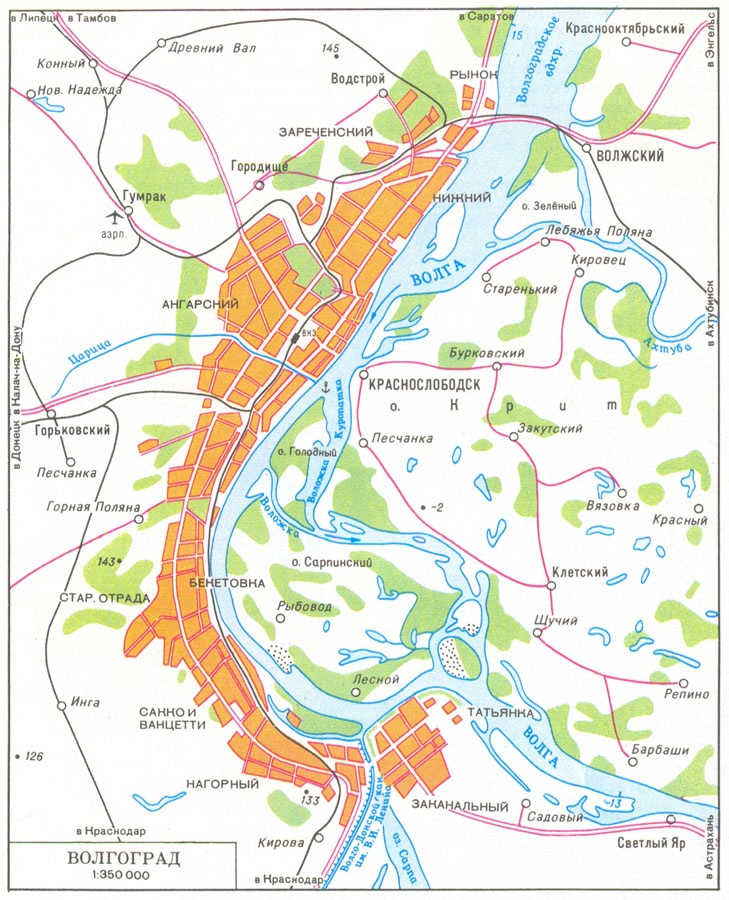 в Липецк
в Тамбов
в Саратов
Краснооктябрьский
в Энгельс
Древний Вал
145
15
Волгоградское
вдхр.
Конный
РЫНОК
Водстрой
Нов. Надежда
ЗАРЕЧЕНСКИЙ
ВОЛЖСКИЙ
Городище
Гумрак
НИЖНИЙ
о. Зелёный
аэрп.
Лебяжья Поляна
Кировец
ВОЛГА
Старенький
в Ахтубинск
АНГАРСКИЙ
ВКЗ.
Ахтуба
Царица
Бурковский
в Калач-на-Дону
в Донецк
КРАСНОСЛОБОДСК
Воложка Куропатка
о. Крит
Горьковский
Песчанка
Закутский
о. Голодный
Песчанка
Вязовка
Горная Поляна
Воложка
-2
Красный
143
о. Сарпинский
Клетский
БЕКЕТОВКА
СТАР. ОТРАДА
Рыбовод
Щучий
Лесной
Репино
Инга
САККО И
ВАНЦЕТТИ
ТАТЬЯНКА
ВОЛГА
Барбаши
126
НАГОРНЫЙ
133
-13
ЗАКАНАЛЬНЫЙ
Садовый
Волго-Донской кан.
им. В.И. Ленина
в Краснодар
Кирова
Светлый Яр
в Астрахань
оз. Сарпа
ВОЛГОГРАД
1:350 000
в Краснодар